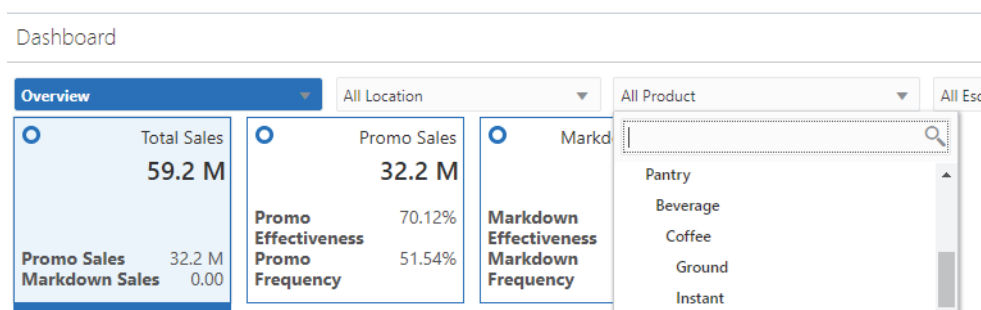 Dashboard
Overview
All Location
All Product
All Esc
Total Sales
59.2 M
Promo Sales 32.2 M
Markdown Sales 0.00
Promo Sales
32.2 M
Promo Effectiveness 70.12%
Promo Frequency 51.54%
Markd
Markdown
Effectiveness
Markdown
Frequency
Pantry
Beverage
Coffee
Ground
Instant